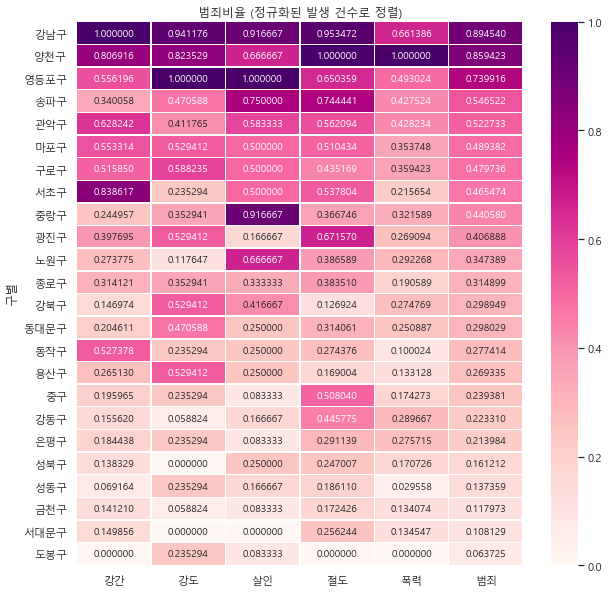 범죄비율 (정규화된 발생 건수로 정렬)
강남구 1.000000 0.941176 0.916667 0.953472 0.661386 0.894540
양천구 0.806916 0.823529 0.666667 1.000000 1.000000 0.859423
영등포구 0.556196 1.000000 1.000000 0.650359 0.493024 0.739916
송파구 0.340058 0.470588 0.750000 0.744441 0.427524 0.546522
관악구 0.628242 0.411765 0.583333 0.562094 0.428234 0.522733
마포구 0.553314 0.529412 0.500000 0.510434 0.353748 0.489382
구로구 0.515850 0.588235 0.500000 0.435169 0.359423 0.479736
서초구 0.838617 0.235294 0.500000 0.537804 0.215654 0.465474
중랑구 0.244957 0.352941 0.916667 0.366746 0.321589 0.440580
광진구 0.397695 0.529412 0.166667 0.671570 0.269094 0.406888
노원구 0.273775 0.117647 0.666667 0.386589 0.292268 0.347389
종로구 0.314121 0.352941 0.333333 0.383510 0.190589 0.314899
강북구 0.146974 0.529412 0.416667 0.126924 0.274769 0.298949
동대문구 0.204611 0.470588 0.250000 0.314061 0.250887 0.298029
동작구 0.527378 0.235294 0.250000 0.274376 0.100024 0.277414
용산구 0.265130 0.529412 0.250000 0.169004 0.133128 0.269335
중구 0.195965 0.235294 0.083333 0.508040 0.174273 0.239381
강동구 0.155620 0.058824 0.166667 0.445775 0.289667 0.223310
은평구 0.184438 0.235294 0.083333 0.291139 0.275715 0.213984
성북구 0.138329 0.000000 0.250000 0.247007 0.170726 0.161212
성동구 0.069164 0.235294 0.166667 0.186110 0.029558 0.137359
금천구 0.141210 0.058824 0.083333 0.172426 0.134074 0.117973
서대문구 0.149856 0.000000 0.000000 0.256244 0.134547 0.108129
도봉구 0.000000 0.235294 0.083333 0.000000 0.000000 0.063725
강간 강도 살인 절도 폭력 범죄
구별
1.0
0.8
0.6
0.4
0.2
0.0